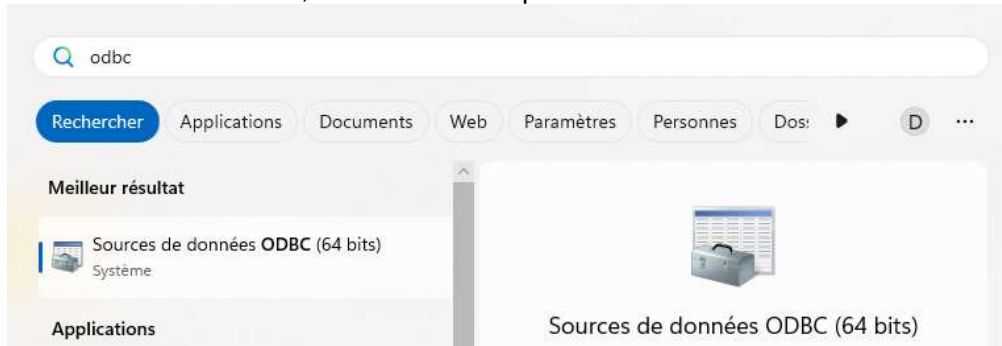 odbc
Rechercher Applications Documents Web Paramètres Personnes Dos: D ...
Meilleur résultat
Sources de données ODBC (64 bits)
Système
Sources de données ODBC (64 bits)
Applications